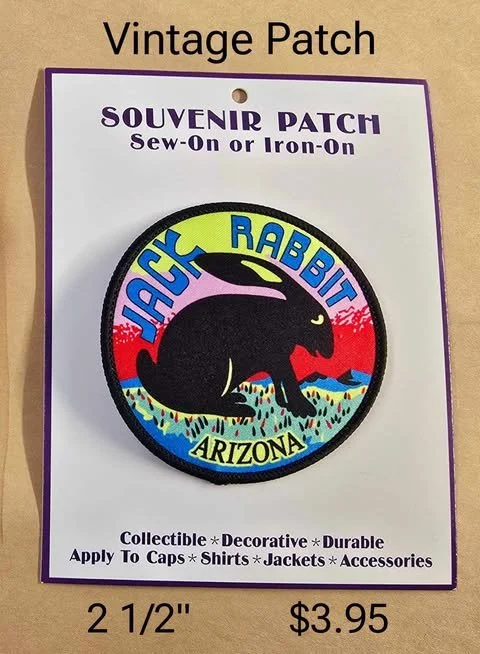 Vintage Patch
SOUVENIR PATCH
Sew-On or Iron-On
JACK RABBIT
ARIZONA
Collectible * Decorative * Durable
Apply To Caps * Shirts * Jackets * Accessories
2 1/2" $3.95